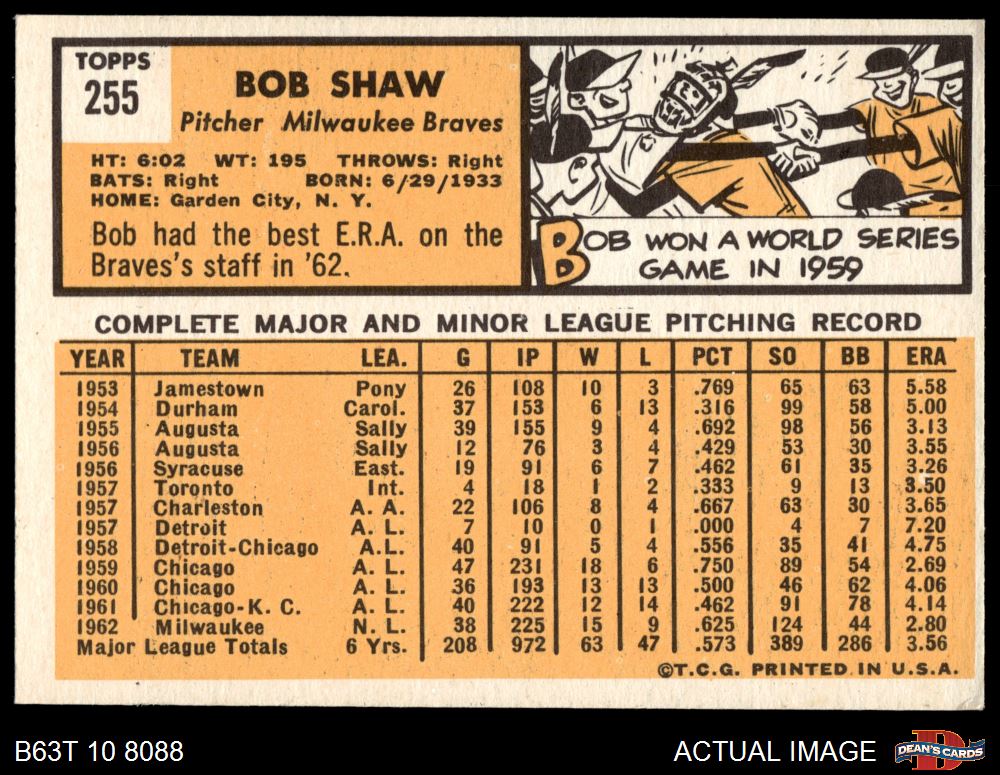 TOPPS
255
BOB SHAW
Pitcher Milwaukee Braves
HT: 6:02 WT: 195 THROWS: Right
BATS: Right BORN: 6/29/1933
HOME: Garden City, N. Y.
Bob had the best E.R.A. on the
Braves's staff in '62.
BOB WON A WORLD SERIES
GAME IN 1959
COMPLETE MAJOR AND MINOR LEAGUE PITCHING RECORD
YEAR TEAM LEA. G IP W L PCT SO BB ERA
1953 Jamestown Pony 26 108 10 3 .769 65 63 5.58
1954 Durham Carol. 37 153 6 13 .316 99 58 5.00
1955 Augusta Sally 39 155 9 4 .692 98 56 3.13
1956 Augusta Sally 12 76 3 4 .429 53 30 3.55
1956 Syracuse East. 19 91 6 7 .462 61 35 3.26
1957 Toronto Int. 4 18 1 2 .333 9 13 3.50
1957 Charleston A. A. 22 106 8 4 .667 63 30 3.65
1957 Detroit A. L. 7 10 0 1 .000 4 7 7.20
1958 Detroit-Chicago A.L. 40 91 5 4 .556 35 41 4.75
1959 Chicago A. L. 47 231 18 6 .750 89 54 2.69
1960 Chicago A. L. 36 193 13 13 .500 46 62 4.06
1961 Chicago-K. C. A. L. 40 222 12 14 .462 91 78 4.14
1962 Milwaukee N. L. 38 225 15 9 .625 124 44 2.80
Major League Totals 6 Yrs. 208 972 63 47 .573 389 286 3.56
©T.C.G. PRINTED IN U.S.A.
B63T 10 8088
ACTUAL IMAGE
DEAN'S CARDS